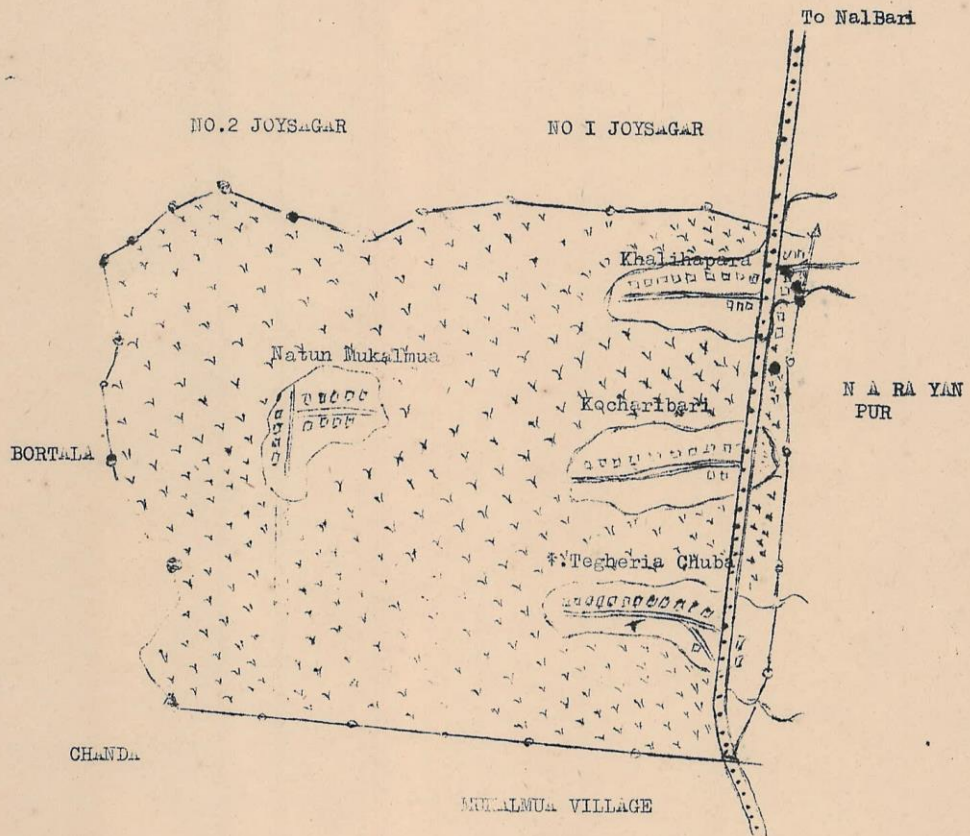 To NalBari
NO.2 JOYSAGAR
NO I JOYSAGAR
Khalihapara
Natun Mukalmua
N A RA YAN
PUR
Kocharibari
BORTALA
*.Tegheria Chuba
CHANDA
MUKALMUA VILLAGE